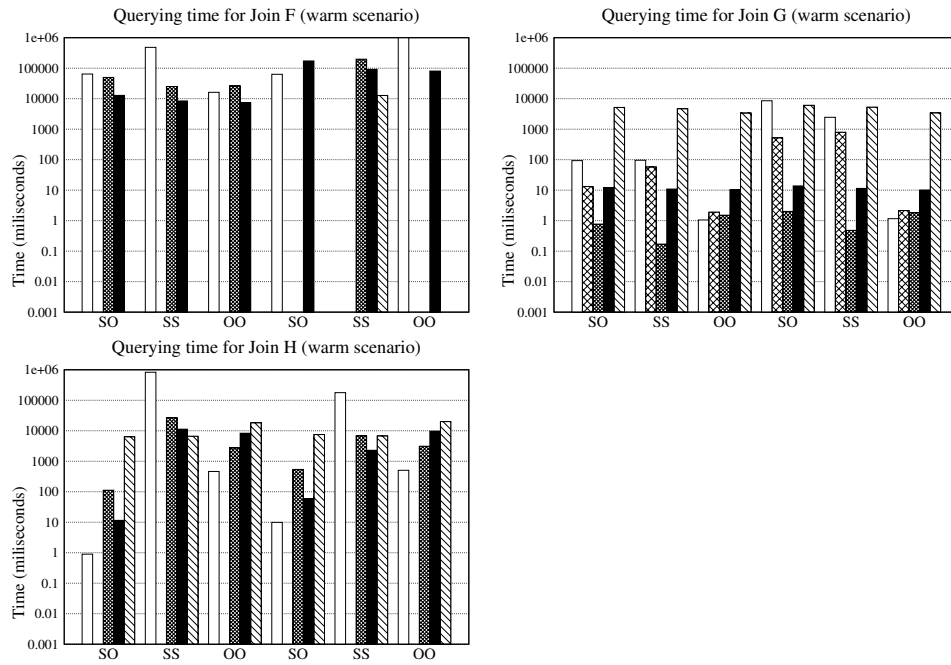 Querying time for Join F (warm scenario)
Time (miliseconds)
1e+06
100000
10000
1000
100
10
1
0.1
0.01
0.001
SO SS OO SO SS OO
Querying time for Join G (warm scenario)
Time (miliseconds)
1e+06
100000
10000
1000
100
10
1
0.1
0.01
0.001
SO SS OO SO SS OO
Querying time for Join H (warm scenario)
Time (miliseconds)
1e+06
100000
10000
1000
100
10
1
0.1
0.01
0.001
SO SS OO SO SS OO